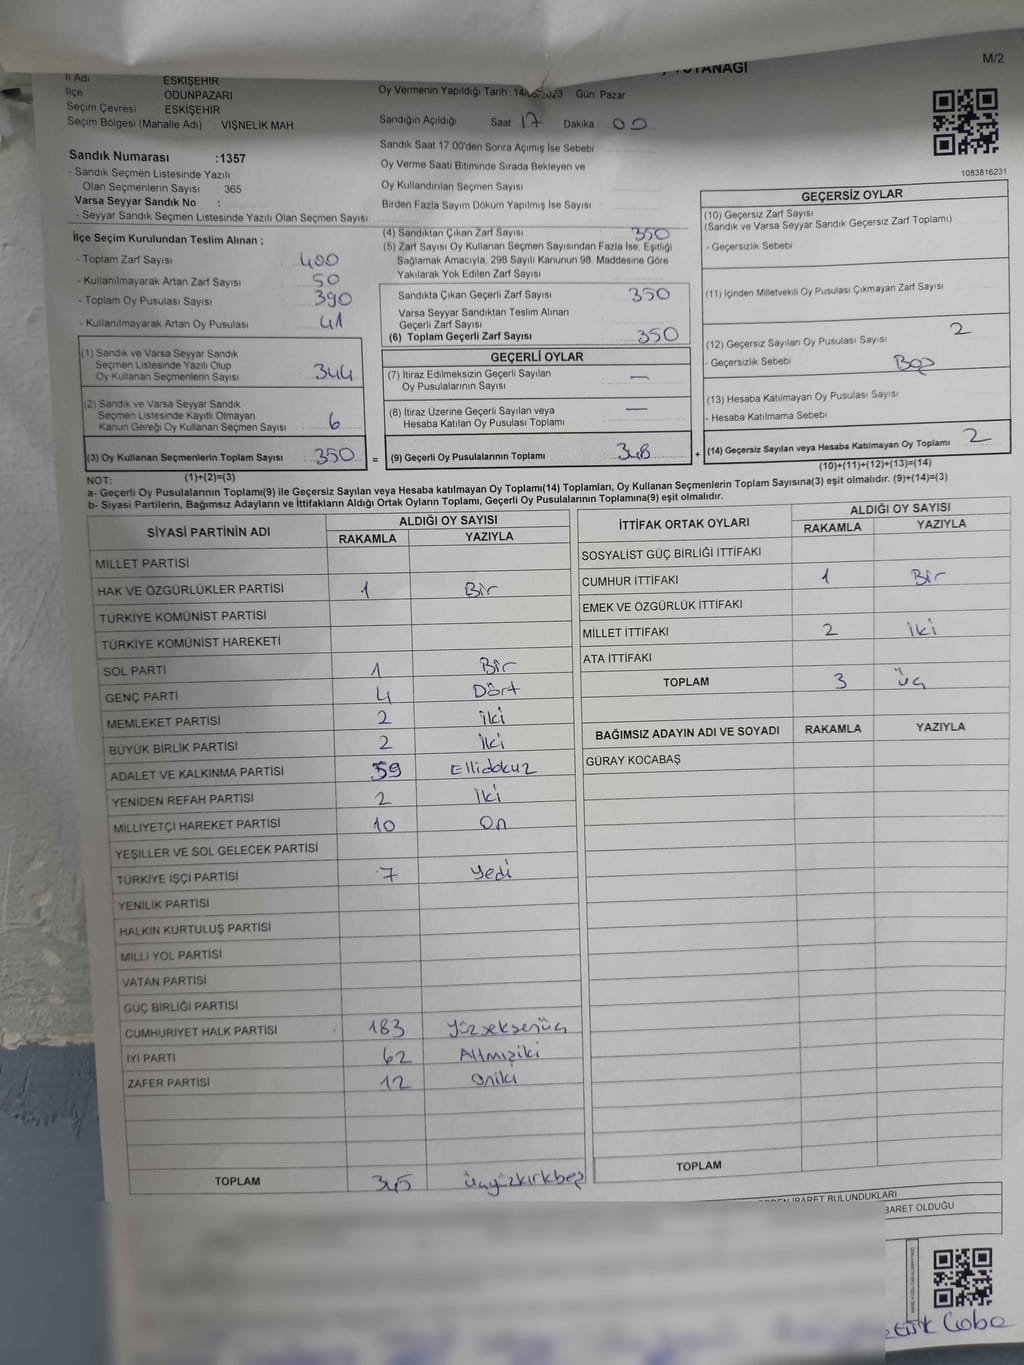 TUTANAĞI
M/2
İl Adı ESKİŞEHİR
İlçe ODUNPAZARI
Seçim Çevresi : ESKİŞEHİR
Seçim Bölgesi (Mahalle Adı) : VİŞNELİK MAH.
Oy Vermenin Yapıldığı Tarih : 14/05/2023 Gün: Pazar
Sandığın Açıldığı Saat 17 Dakika : 00
Sandık Saat 17:00'den Sonra Açımış İse Sebebi :
Oy Verme Saati Bitiminde Sırada Bekleyen ve
Oy Kullandırılan Seçmen Sayısı
Birden Fazla Sayım Döküm Yapılmış İse Sayısı :
1083816231
Sandık Numarası :1357
- Sandık Seçmen Listesinde Yazılı
Olan Seçmenlerin Sayısı : 365
Varsa Seyyar Sandık No :
- Seyyar Sandık Seçmen Listesinde Yazılı Olan Seçmen Sayısı:
İlçe Seçim Kurulundan Teslim Alınan ;
- Toplam Zarf Sayısı : 400
- Kullanılmayarak Artan Zarf Sayısı : 50
- Toplam Oy Pusulası Sayısı : 390
- Kullanılmayarak Artan Oy Pusulası : 41
(1) Sandık ve Varsa Seyyar Sandık
Seçmen Listesinde Yazılı Olup
Oy Kullanan Seçmenlerin Sayısı : 344
(2) Sandık ve Varsa Seyyar Sandık
Seçmen Listesinde Kayıtlı Olmayan
Kanun Gereği Oy Kullanan Seçmen Sayısı : 6
(3) Oy Kullanan Seçmenlerin Toplam Sayısı : 350 =
(1)+(2)=(3)
(4) Sandıktan Çıkan Zarf Sayısı : 350
(5) Zarf Sayısı Oy Kullanan Seçmen Sayısından Fazla İse, Eşitliği
Sağlamak Amacıyla, 298 Sayılı Kanunun 98. Maddesine Göre
Yakılarak Yok Edilen Zarf Sayısı :
Sandıkta Çıkan Geçerli Zarf Sayısı : 350
Varsa Seyyar Sandıktan Teslim Alınan
Geçerli Zarf Sayısı
(6) Toplam Geçerli Zarf Sayısı : 350
GEÇERLİ OYLAR
(7) İtiraz Edilmeksizin Geçerli Sayılan
Oy Pusulalarının Sayısı : —
(8) İtiraz Üzerine Geçerli Sayılan veya
Hesaba Katılan Oy Pusulası Toplamı : —
(9) Geçerli Oy Pusulalarının Toplamı : 348 +
GEÇERSİZ OYLAR
(10) Geçersiz Zarf Sayısı
(Sandık ve Varsa Seyyar Sandık Geçersiz Zarf Toplamı)
- Geçersizlik Sebebi
(11) İçinden Milletvekili Oy Pusulası Çıkmayan Zarf Sayısı
(12) Geçersiz Sayılan Oy Pusulası Sayısı 2
- Geçersizlik Sebebi Boş
(13) Hesaba Katılmayan Oy Pusulası Sayısı
- Hesaba Katılmama Sebebi
(14) Geçersiz Sayılan veya Hesaba Katılmayan Oy Toplamı : 2
(10)+(11)+(12)+(13)=(14)
NOT:
a- Geçerli Oy Pusulalarının Toplamı(9) ile Geçersiz Sayılan veya Hesaba katılmayan Oy Toplamı(14) Toplamları, Oy Kullanan Seçmenlerin Toplam Sayısına(3) eşit olmalıdır. (9)+(14)=(3)
b- Siyasi Partilerin, Bağımsız Adayların ve İttifakların Aldığı Ortak Oyların Toplamı, Geçerli Oy Pusulalarının Toplamına(9) eşit olmalıdır.
SİYASİ PARTİNİN ADI ALDIĞI OY SAYISI
RAKAMLA YAZIYLA
MİLLET PARTİSİ
HAK VE ÖZGÜRLÜKLER PARTİSİ 1 Bir
TÜRKİYE KOMÜNİST PARTİSİ
TÜRKİYE KOMÜNİST HAREKETİ
SOL PARTİ 1 Bir
GENÇ PARTİ 4 Dört
MEMLEKET PARTİSİ 2 İki
BÜYÜK BİRLİK PARTİSİ 2 İki
ADALET VE KALKINMA PARTİSİ 59 Ellidokuz
YENİDEN REFAH PARTİSİ 2 İki
MİLLİYETÇİ HAREKET PARTİSİ 10 On
YEŞİLLER VE SOL GELECEK PARTİSİ
TÜRKİYE İŞÇİ PARTİSİ 7 Yedi
YENİLİK PARTİSİ
HALKIN KURTULUŞ PARTİSİ
MİLLİ YOL PARTİSİ
VATAN PARTİSİ
GÜÇ BİRLİĞİ PARTİSİ
CUMHURİYET HALK PARTİSİ 183 Yüzseksenüç
İYİ PARTİ 62 Altmışiki
ZAFER PARTİSİ 12 Oniki
TOPLAM 345 üçyüzkırkbeş
İTTİFAK ORTAK OYLARI ALDIĞI OY SAYISI
RAKAMLA YAZIYLA
SOSYALİST GÜÇ BİRLİĞİ İTTİFAKI
CUMHUR İTTİFAKI 1 Bir
EMEK VE ÖZGÜRLÜK İTTİFAKI
MİLLET İTTİFAKI 2 İki
ATA İTTİFAKI
TOPLAM 3 üç
BAĞIMSIZ ADAYIN ADI VE SOYADI RAKAMLA YAZIYLA
GÜRAY KOCABAŞ
TOPLAM
İBARET BULUNDUKLARI
BARET OLDUĞU